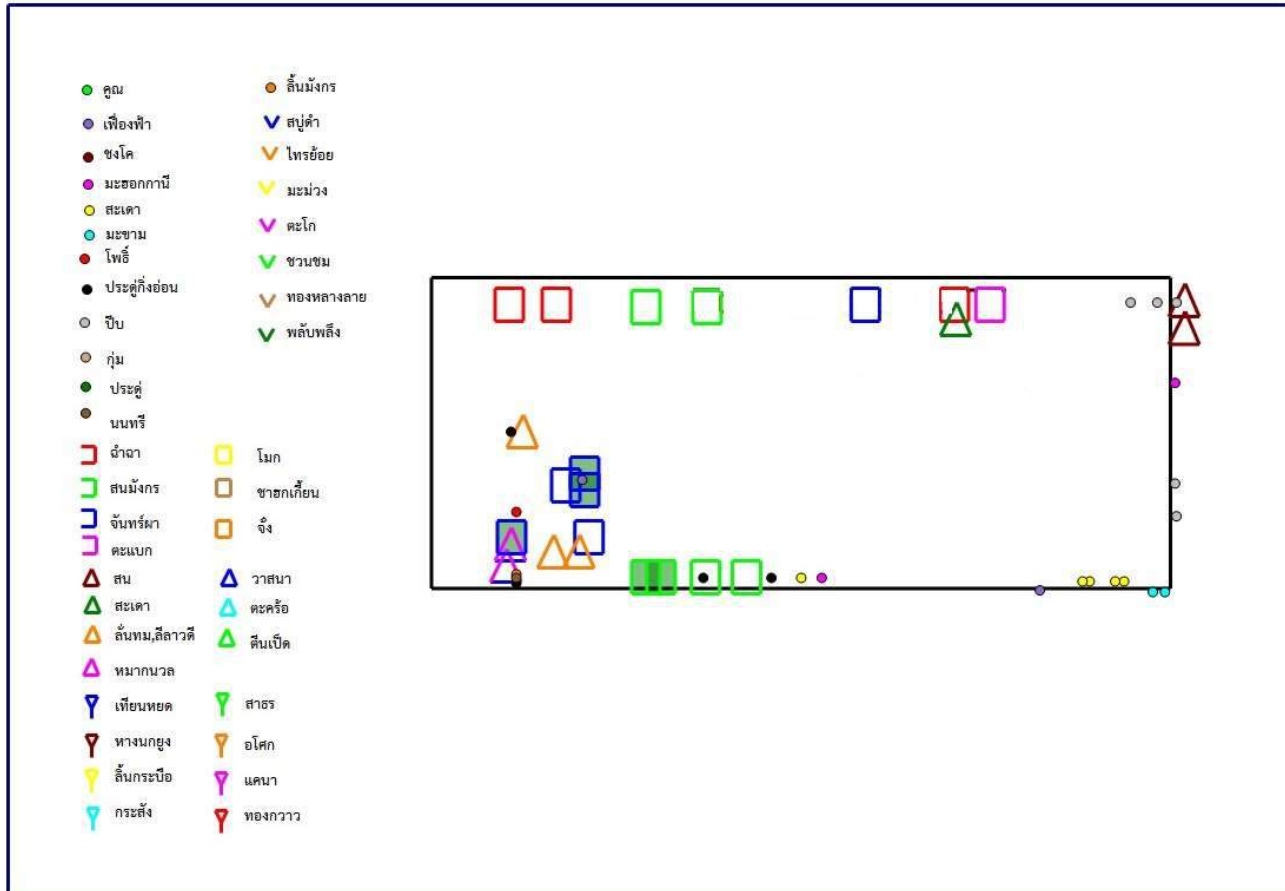 คูณ
เฟื่องฟ้า
ชงโค
มะฮอกกานี
สะเดา
มะขาม
โพธิ์
ประดู่กิ่งอ่อน
ปีบ
กุ่ม
ประดู่
นนทรี
ฉำฉา
สนมังกร
จันทร์ผา
ตะแบก
สน
สะเดา
ลั่นทม,ลีลาวดี
หมากนวล
เทียนหยด
หางนกยูง
ลิ้นกระบือ
กระสัง
ลิ้นมังกร
สบู่ดำ
ไทรย้อย
มะม่วง
ตะโก
ชวนชม
ทองหลางลาย
พลับพลึง
โมก
ชาฮกเกี้ยน
จั๋ง
วาสนา
ตะคร้อ
ตีนเป็ด
สาธร
อโศก
แคนา
ทองกวาว